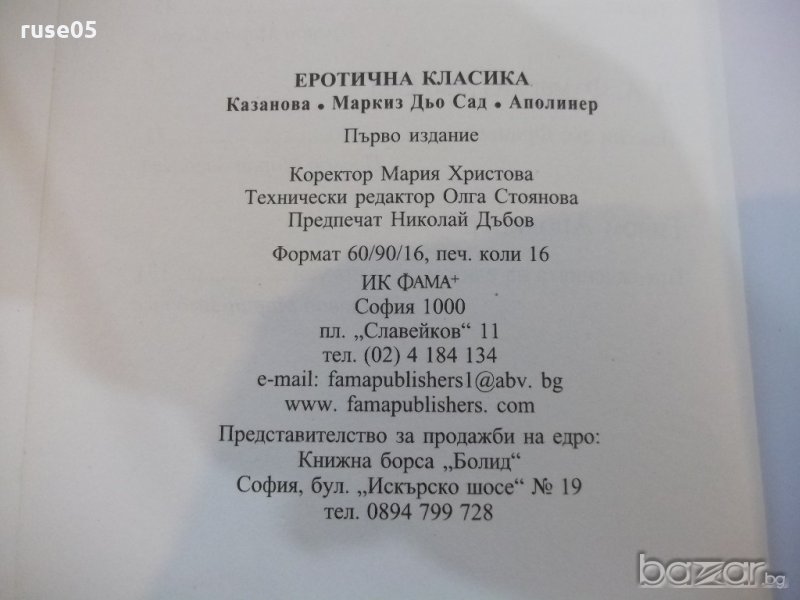 ruse05
ЕРОТИЧНА КЛАСИКА
Казанова • Маркиз Дьо Сад • Аполинер
Първо издание
Коректор Мария Христова
Технически редактор Олга Стоянова
Предпечат Николай Дъбов
Формат 60/90/16, печ. коли 16
ИК ФАМА+
София 1000
пл. „Славейков“ 11
тел. (02) 4 184 134
e-mail: famapublishers1@abv. bg
www. famapublishers. com
Представителство за продажби на едро:
Книжна борса „Болид“
София, бул. „Искърско шосе“ № 19
тел. 0894 799 728
bazar.bg